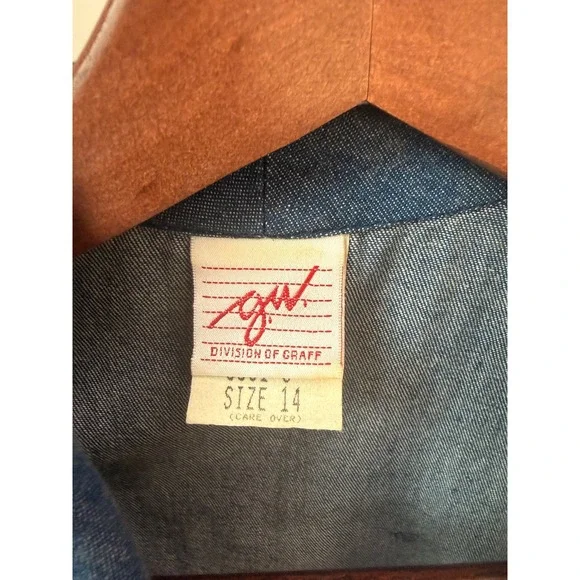 g.w.
DIVISION OF GRAFF
SIZE 14
(CARE OVER)